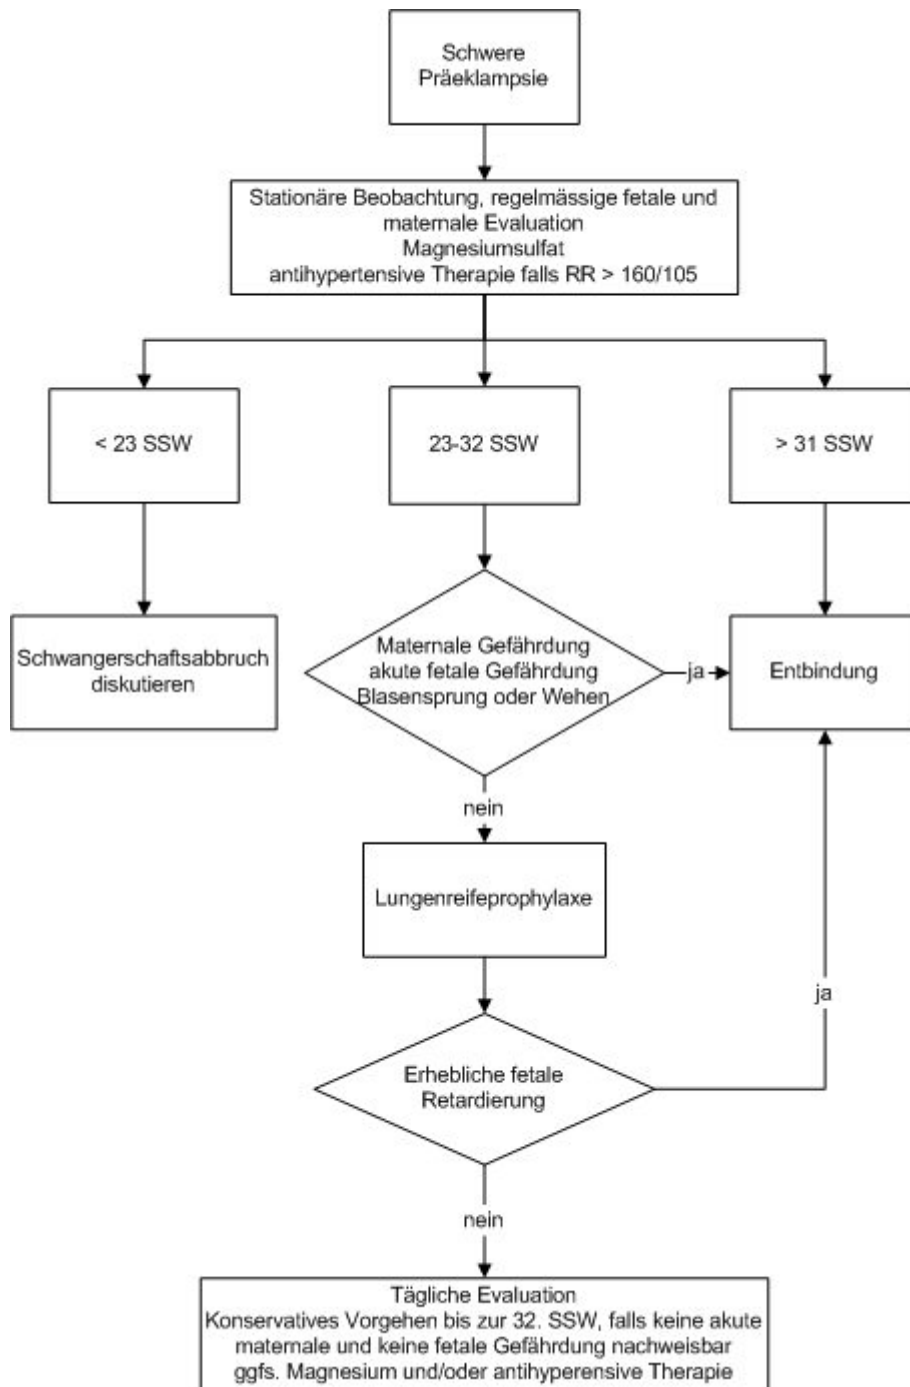 Schwere
Präeklampsie
Stationäre Beobachtung, regelmässige fetale und
maternale Evaluation
Magnesiumsulfat
antihypertensive Therapie falls RR > 160/105
< 23 SSW
23-32 SSW
> 31 SSW
Schwangerschaftsabbruch
diskutieren
Maternale Gefährdung
akute fetale Gefährdung
Blasensprung oder Wehen
ja
Entbindung
nein
Lungenreifeprophylaxe
ja
Erhebliche fetale
Retardierung
nein
Tägliche Evaluation
Konservatives Vorgehen bis zur 32. SSW, falls keine akute
maternale und keine fetale Gefährdung nachweisbar
ggfs. Magnesium und/oder antihyperensive Therapie